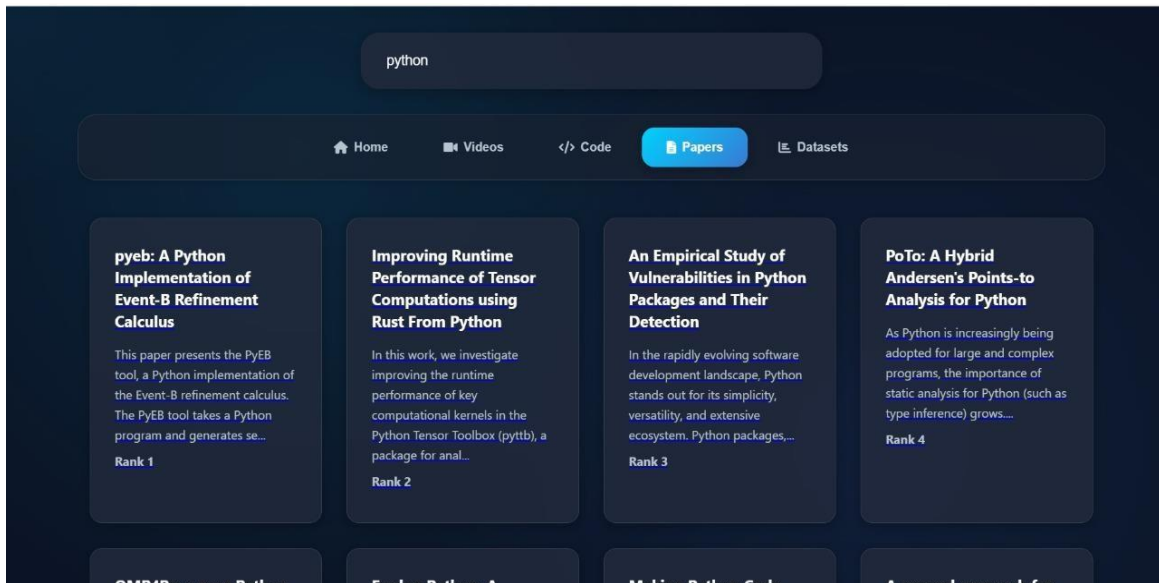 python
Home Videos </> Code Papers Datasets
pyeb: A Python
Implementation of
Event-B Refinement
Calculus
This paper presents the PyEB
tool, a Python implementation of
the Event-B refinement calculus.
The PyEB tool takes a Python
program and generates se...
Rank 1
Improving Runtime
Performance of Tensor
Computations using
Rust From Python
In this work, we investigate
improving the runtime
performance of key
computational kernels in the
Python Tensor Toolbox (pyttb), a
package for anal...
Rank 2
An Empirical Study of
Vulnerabilities in Python
Packages and Their
Detection
In the rapidly evolving software
development landscape, Python
stands out for its simplicity,
versatility, and extensive
ecosystem. Python packages,...
Rank 3
PoTo: A Hybrid
Andersen's Points-to
Analysis for Python
As Python is increasingly being
adopted for large and complex
programs, the importance of
static analysis for Python (such as
type inference) grows....
Rank 4